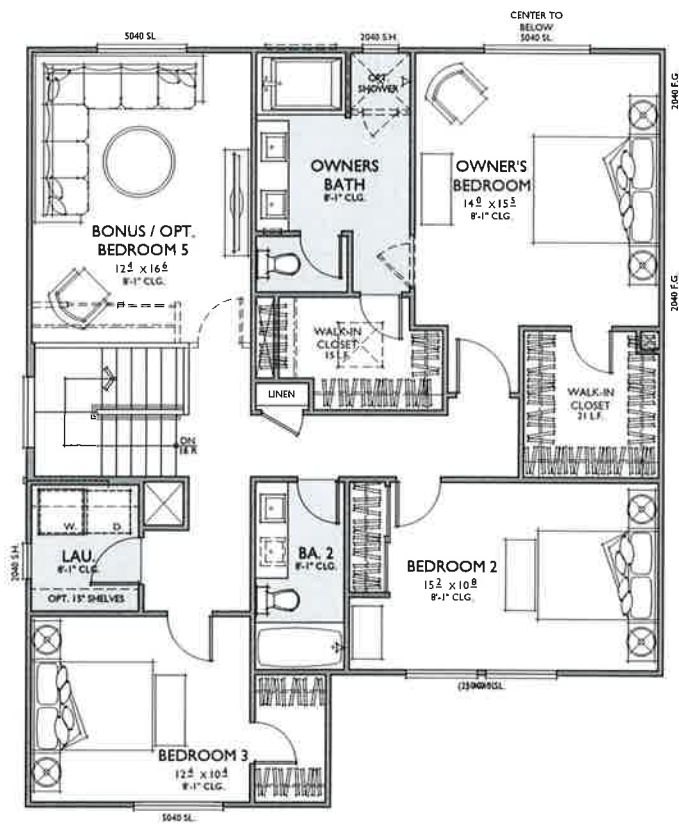 CENTER TO
BELOW
5040 SL.
5040 SL
2040 S.H.
2040 F.G.
OPT.
SHOWER
OWNERS
BATH
8'-1" CLG.
OWNER'S
BEDROOM
14⁰ X 15⁵
8'-1" CLG.
BONUS / OPT.
BEDROOM 5
12⁴ X 16⁶
8'-1" CLG.
2040 F.G.
WALK-IN
CLOSET
15 L.F.
LINEN
WALK-IN
CLOSET
21 L.F.
DN
18 R
W.
D.
LAU.
8'-1" CLG.
OPT. 15" SHELVES
2040 S.H.
BA. 2
8'-1" CLG.
BEDROOM 2
15² X 10⁸
8'-1" CLG.
BEDROOM 3
12⁴ X 10⁴
8'-1" CLG.
5040 SL.